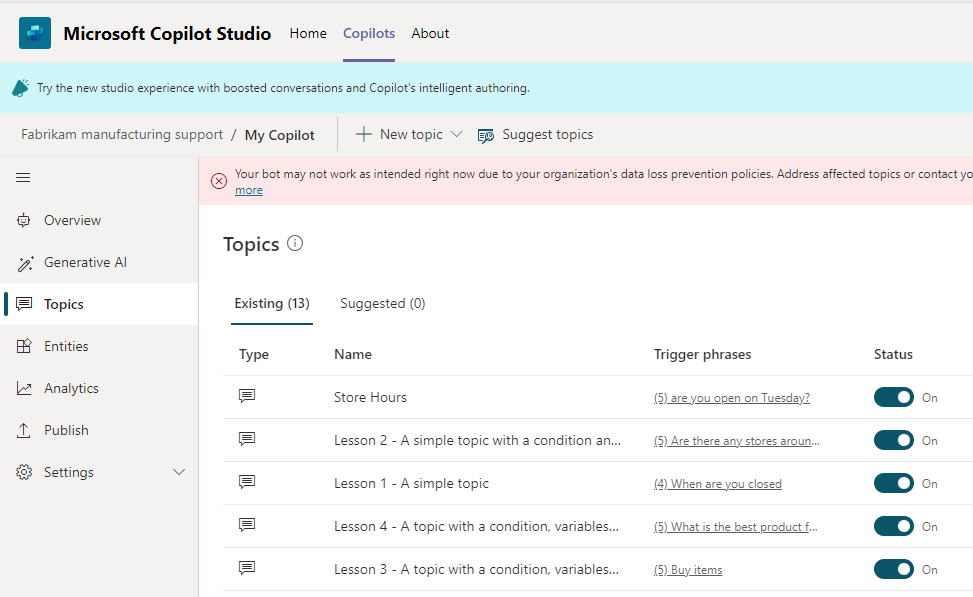 Microsoft Copilot Studio Home Copilots About
Try the new studio experience with boosted conversations and Copilot's intelligent authoring.
Fabrikam manufacturing support / My Copilot New topic Suggest topics
Your bot may not work as intended right now due to your organization's data loss prevention policies. Address affected topics or contact yo
more
Overview
Generative AI
Topics
Entities
Analytics
Publish
Settings
Topics
Existing (13) Suggested (0)
Type Name Trigger phrases Status
Store Hours (5) are you open on Tuesday? On
Lesson 2 - A simple topic with a condition an... (5) Are there any stores aroun... On
Lesson 1 - A simple topic (4) When are you closed On
Lesson 4 - A topic with a condition, variables... (5) What is the best product f... On
Lesson 3 - A topic with a condition, variables... (5) Buy items On